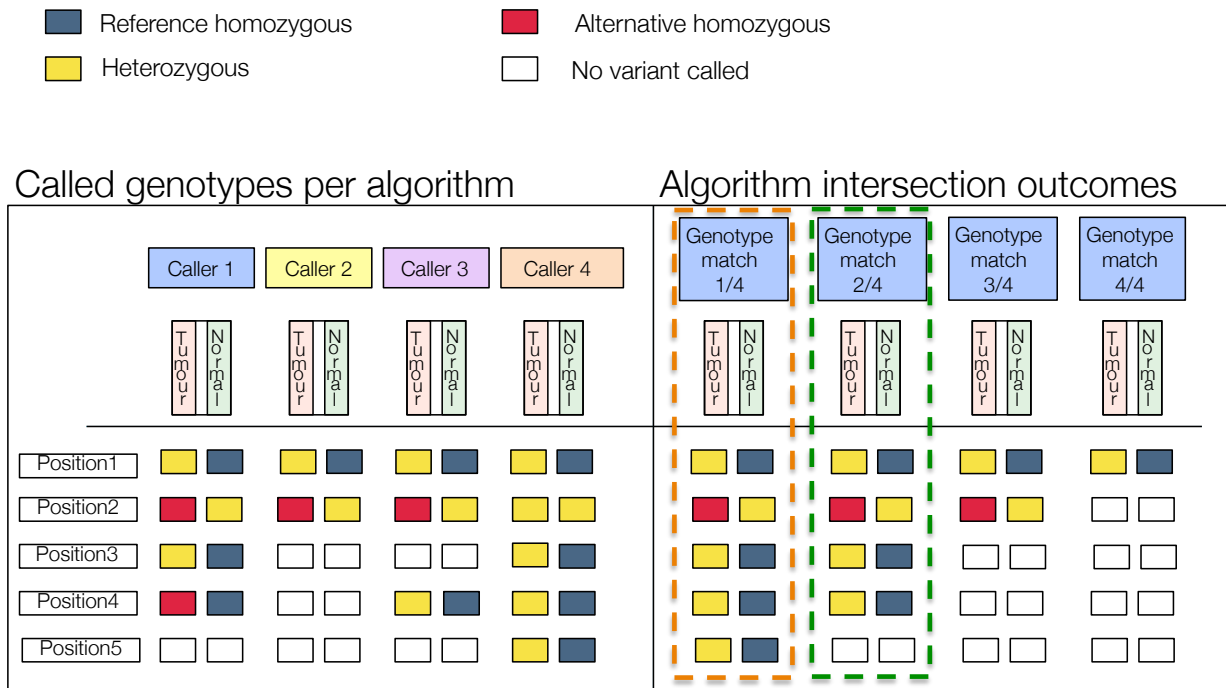 Reference homozygous
Alternative homozygous
Heterozygous
No variant called
Called genotypes per algorithm
Algorithm intersection outcomes
Caller 1
Caller 2
Caller 3
Caller 4
Genotype
match
1/4
Genotype
match
2/4
Genotype
match
3/4
Genotype
match
4/4
Tumour
Normal
Tumour
Normal
Tumour
Normal
Tumour
Normal
Tumour
Normal
Tumour
Normal
Tumour
Normal
Tumour
Normal
Position1
Position2
Position3
Position4
Position5